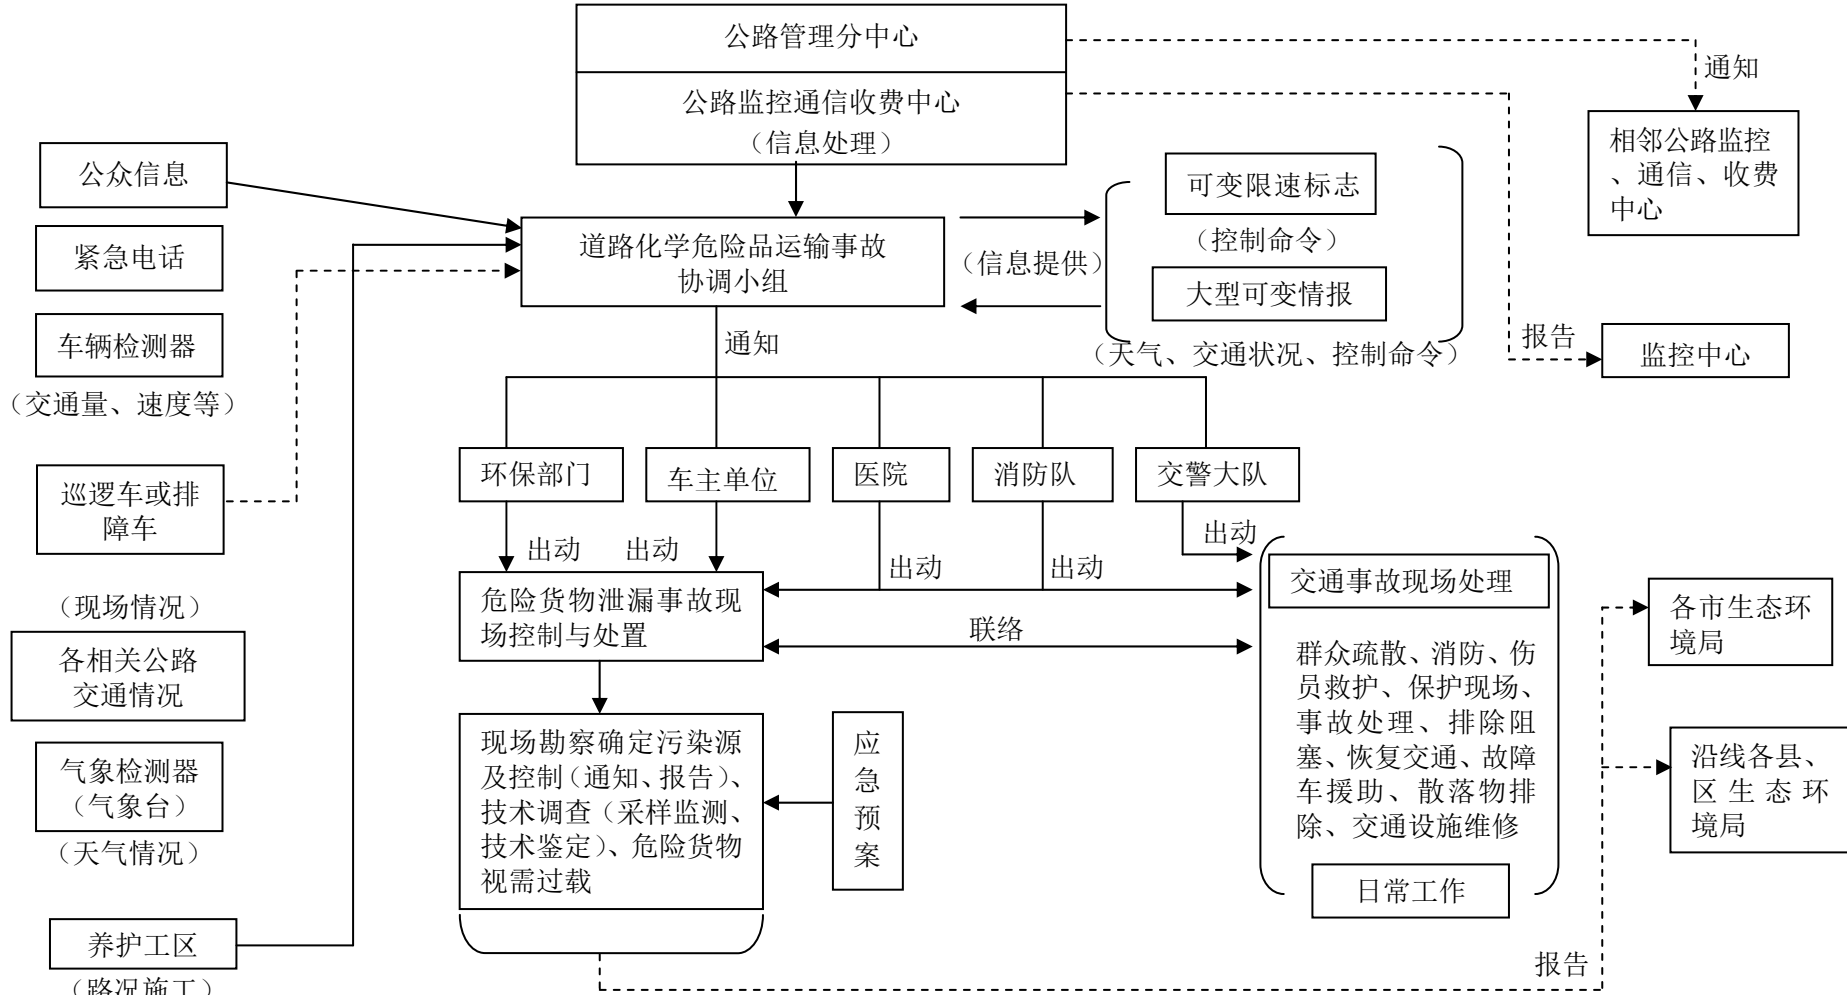 公路管理分中心
公路监控通信收费中心
（信息处理）
通知
相邻公路监控
、通信、收费
中心
公众信息
紧急电话
车辆检测器
（交通量、速度等）
巡逻车或排
障车
（现场情况）
各相关公路
交通情况
气象检测器
（气象台）
（天气情况）
养护工区
（路况施工）
道路化学危险品运输事故
协调小组
（信息提供）
可变限速标志
（控制命令）
大型可变情报
（天气、交通状况、控制命令）
报告
监控中心
通知
环保部门
车主单位
医院
消防队
交警大队
出动
出动
出动
出动
出动
危险货物泄漏事故现
场控制与处置
联络
交通事故现场处理
群众疏散、消防、伤
员救护、保护现场、
事故处理、排除阻
塞、恢复交通、故障
车援助、散落物排
除、交通设施维修
日常工作
现场勘察确定污染源
及控制（通知、报告）、
技术调查（采样监测、
技术鉴定）、危险货物
视需过载
应
急
预
案
各市生态环
境局
沿线各县、
区生态环
境局
报告